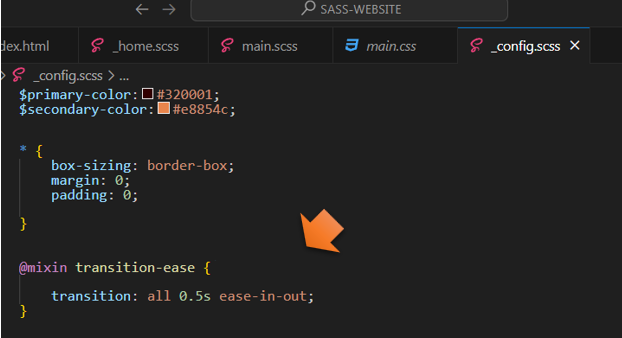 SASS-WEBSITE
dex.html _home.scss main.scss main.css _config.scss
_config.scss > ...
$primary-color: #320001;
$secondary-color: #e8854c;
* {
box-sizing: border-box;
margin: 0;
padding: 0;
}
@mixin transition-ease {
transition: all 0.5s ease-in-out;
}